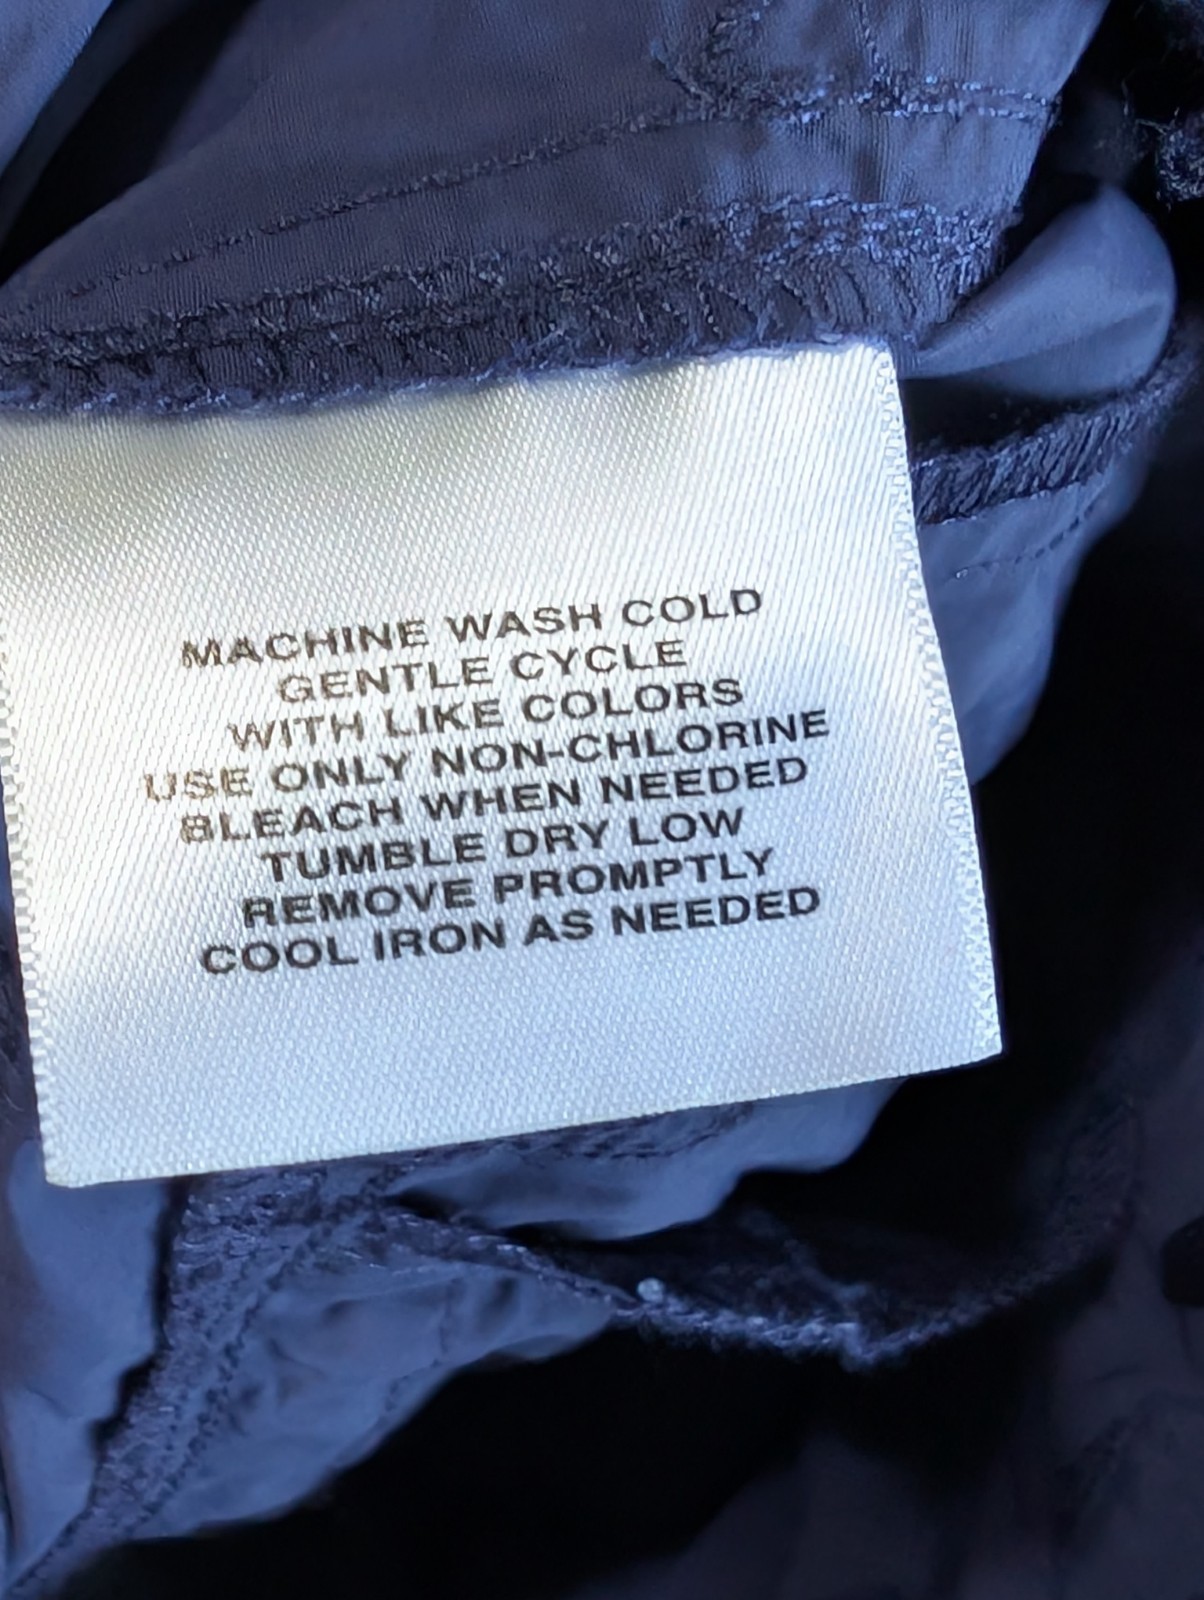 MACHINE WASH COLD
GENTLE CYCLE
WITH LIKE COLORS
USE ONLY NON-CHLORINE
BLEACH WHEN NEEDED
TUMBLE DRY LOW
REMOVE PROMPTLY
COOL IRON AS NEEDED